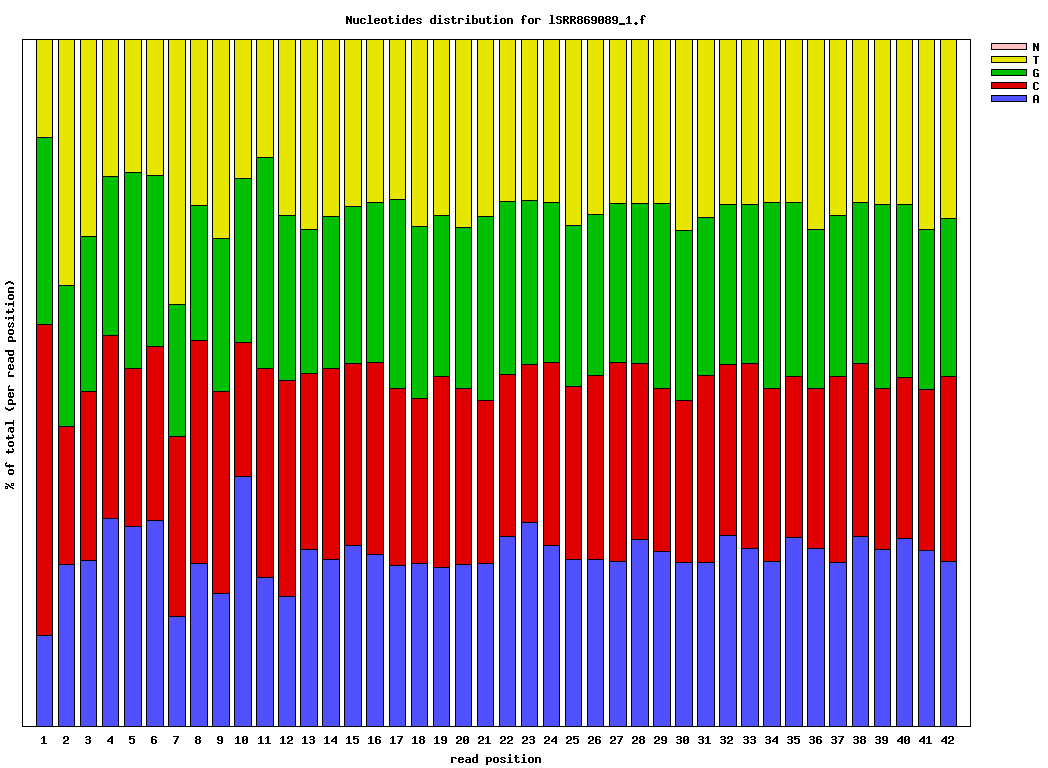 Nucleotides distribution for lSRR869089_1.f
N
T
G
C
A
% of total (per read position)
1 2 3 4 5 6 7 8 9 10 11 12 13 14 15 16 17 18 19 20 21 22 23 24 25 26 27 28 29 30 31 32 33 34 35 36 37 38 39 40 41 42
read position